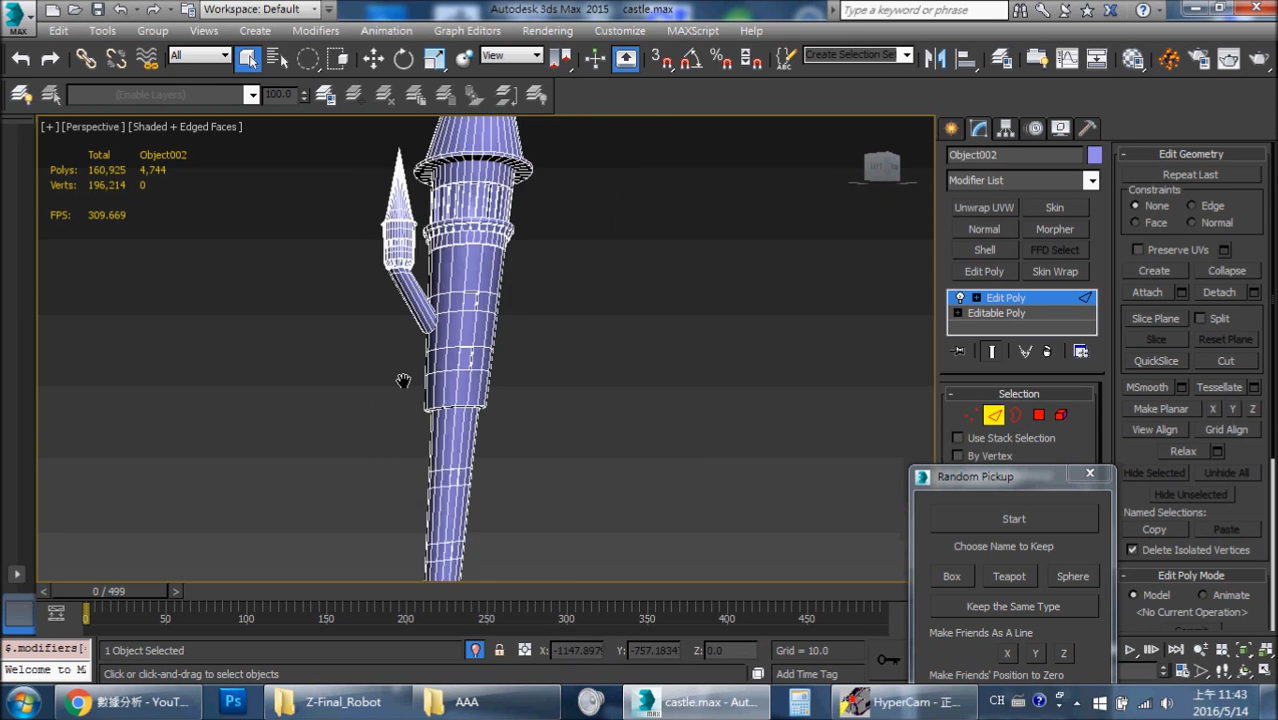 Workspace: Default
Autodesk 3ds Max 2015
castle.max
Type a keyword or phrase
MAX
Edit
Tools
Group
Views
Create
Modifiers
Animation
Graph Editors
Rendering
Customize
MAXScript
Help
All
View
Create Selection Se
(Enable Layers)
100.0
[+] [Perspective] [Shaded + Edged Faces]
Total
Object002
Polys: 160,925 4,744
Verts: 196,214 0
FPS: 309.669
Object002
Modifier List
Unwrap UVW
Skin
Normal
Morpher
Shell
FFD Select
Edit Poly
Skin Wrap
Edit Poly
Editable Poly
Selection
Use Stack Selection
By Vertex
Edit Geometry
Repeat Last
Constraints
None
Edge
Face
Normal
Preserve UVs
Create
Collapse
Attach
Detach
Slice Plane
Split
Slice
Reset Plane
QuickSlice
Cut
MSmooth
Tessellate
Make Planar
X
Y
Z
View Align
Grid Align
Relax
Hide Selected
Unhide All
Hide Unselected
Named Selections:
Copy
Paste
Delete Isolated Vertices
Edit Poly Mode
Model
Animate
<No Current Operation>
Random Pickup
Start
Choose Name to Keep
Box
Teapot
Sphere
Keep the Same Type
Make Friends As A Line
X
Y
Z
Make Friends' Position to Zero
0 / 499
0
50
100
150
200
250
300
350
400
450
$.modifiers[
Welcome to M
1 Object Selected
Click or click-and-drag to select objects
X: -1147.897
Y: -757.1834
Z: 0.0
Grid = 10.0
Add Time Tag
數據分析 - YouT...
Z-Final_Robot
AAA
castle.max - Aut...
HyperCam - 正...
CH
上午 11:43
2016/5/14